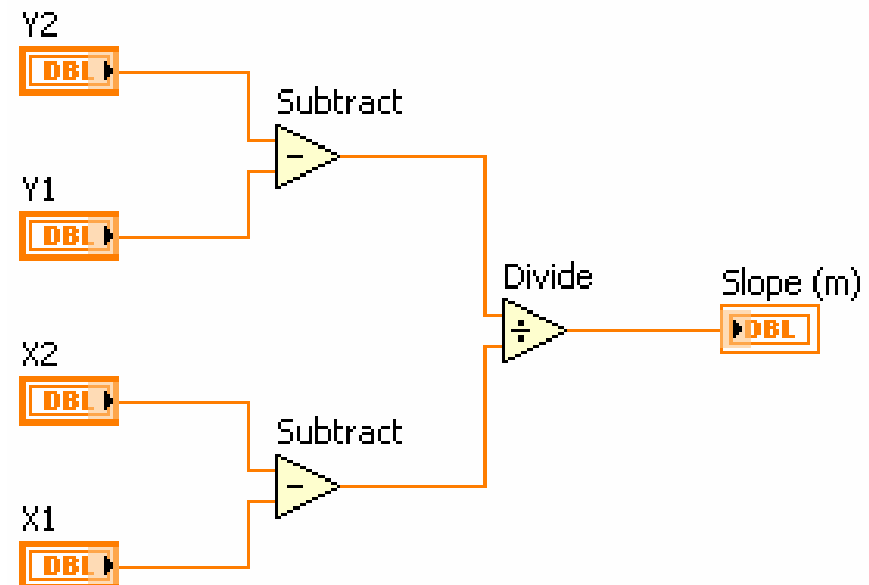 Y2
DBL
Subtract
Y1
DBL
Divide
Slope (m)
DBL
X2
DBL
Subtract
X1
DBL